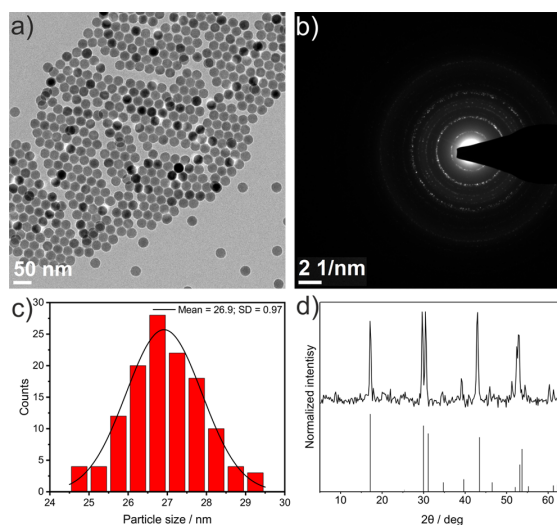 a)
50 nm
b)
2 1/nm
c)
Mean = 26.9; SD = 0.97
30
25
20
15
10
5
0
Counts
24 25 26 27 28 29 30
Particle size / nm
d)
Normalized intentisy
10 20 30 40 50 60
2θ / deg